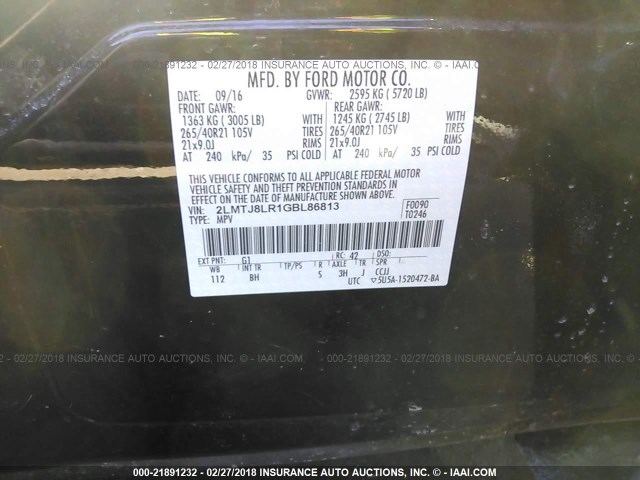 000-21891232 - 02/27/2018 INSURANCE AUTO AUCTIONS, INC. - © - IAAI.COM
MFD. BY FORD MOTOR CO.
DATE: 09/16 GVWR: 2595 KG ( 5720 LB)
FRONT GAWR: REAR GAWR:
1363 KG ( 3005 LB) WITH 1245 KG ( 2745 LB) WITH
265/40R21 105V TIRES 265/40R21 105V TIRES
21x9.0J RIMS 21x9.0J RIMS
AT 240 kPa/ 35 PSI COLD AT 240 kPa/ 35 PSI COLD
THIS VEHICLE CONFORMS TO ALL APPLICABLE FEDERAL MOTOR
VEHICLE SAFETY AND THEFT PREVENTION STANDARDS IN
EFFECT ON THE DATE OF MANUFACTURE SHOWN ABOVE.
VIN: 2LMTJ8LR1GBL86813 F0090
TYPE: MPV T0246
EXT PNT: G1 RC: 42 DSO:
WB INT TR TP/PS R AXLE TR SPR
112 BH S 3H J CCJJ
UTC ▽5U5A-1520472-BA
000-21891232 - 02/27/2018 INSURANCE AUTO AUCTIONS, INC. - © IAAI.COM
000-21891232 - 02/27/2018 INSURANCE AUTO AUCTIONS, INC. - © IAAI.COM
000-21891232 - 02/27/2018 INSURANCE AUTO AUCTIONS, INC. - ©IAAI.COM